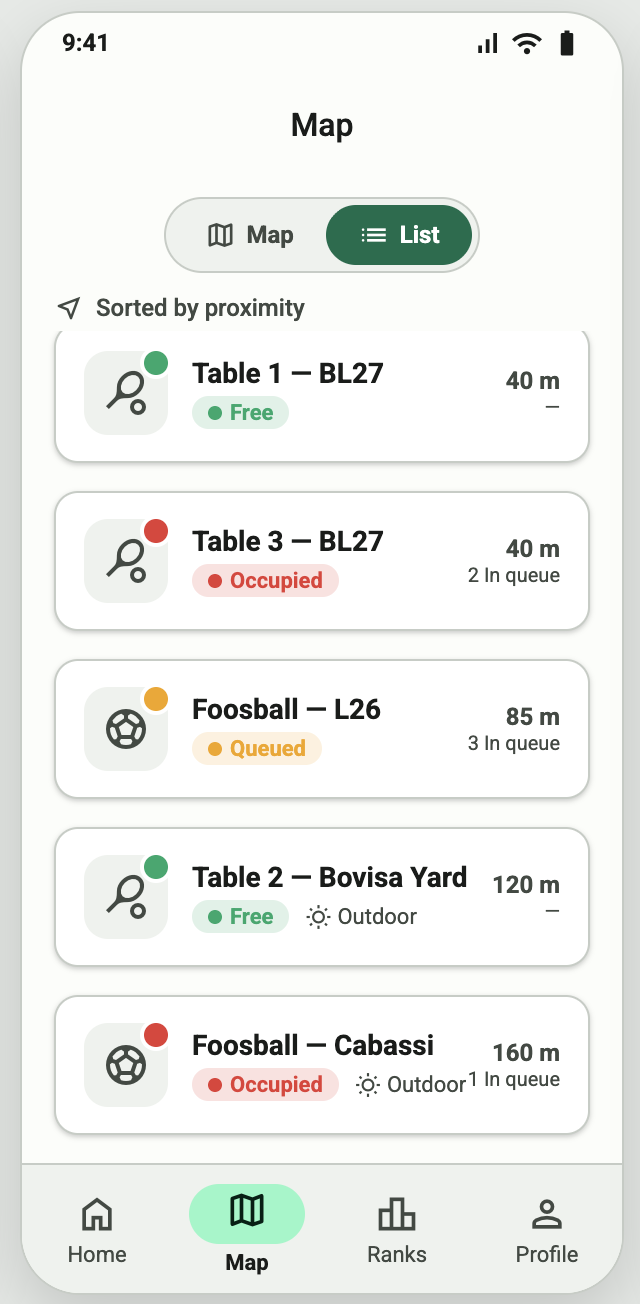 9:41
Map
Map
List
Sorted by proximity
Table 1 — BL27
40 m
Free
—
Table 3 — BL27
40 m
Occupied
2 In queue
Foosball — L26
85 m
Queued
3 In queue
Table 2 — Bovisa Yard
120 m
Free
Outdoor
—
Foosball — Cabassi
160 m
Occupied
Outdoor
1 In queue
Home
Map
Ranks
Profile